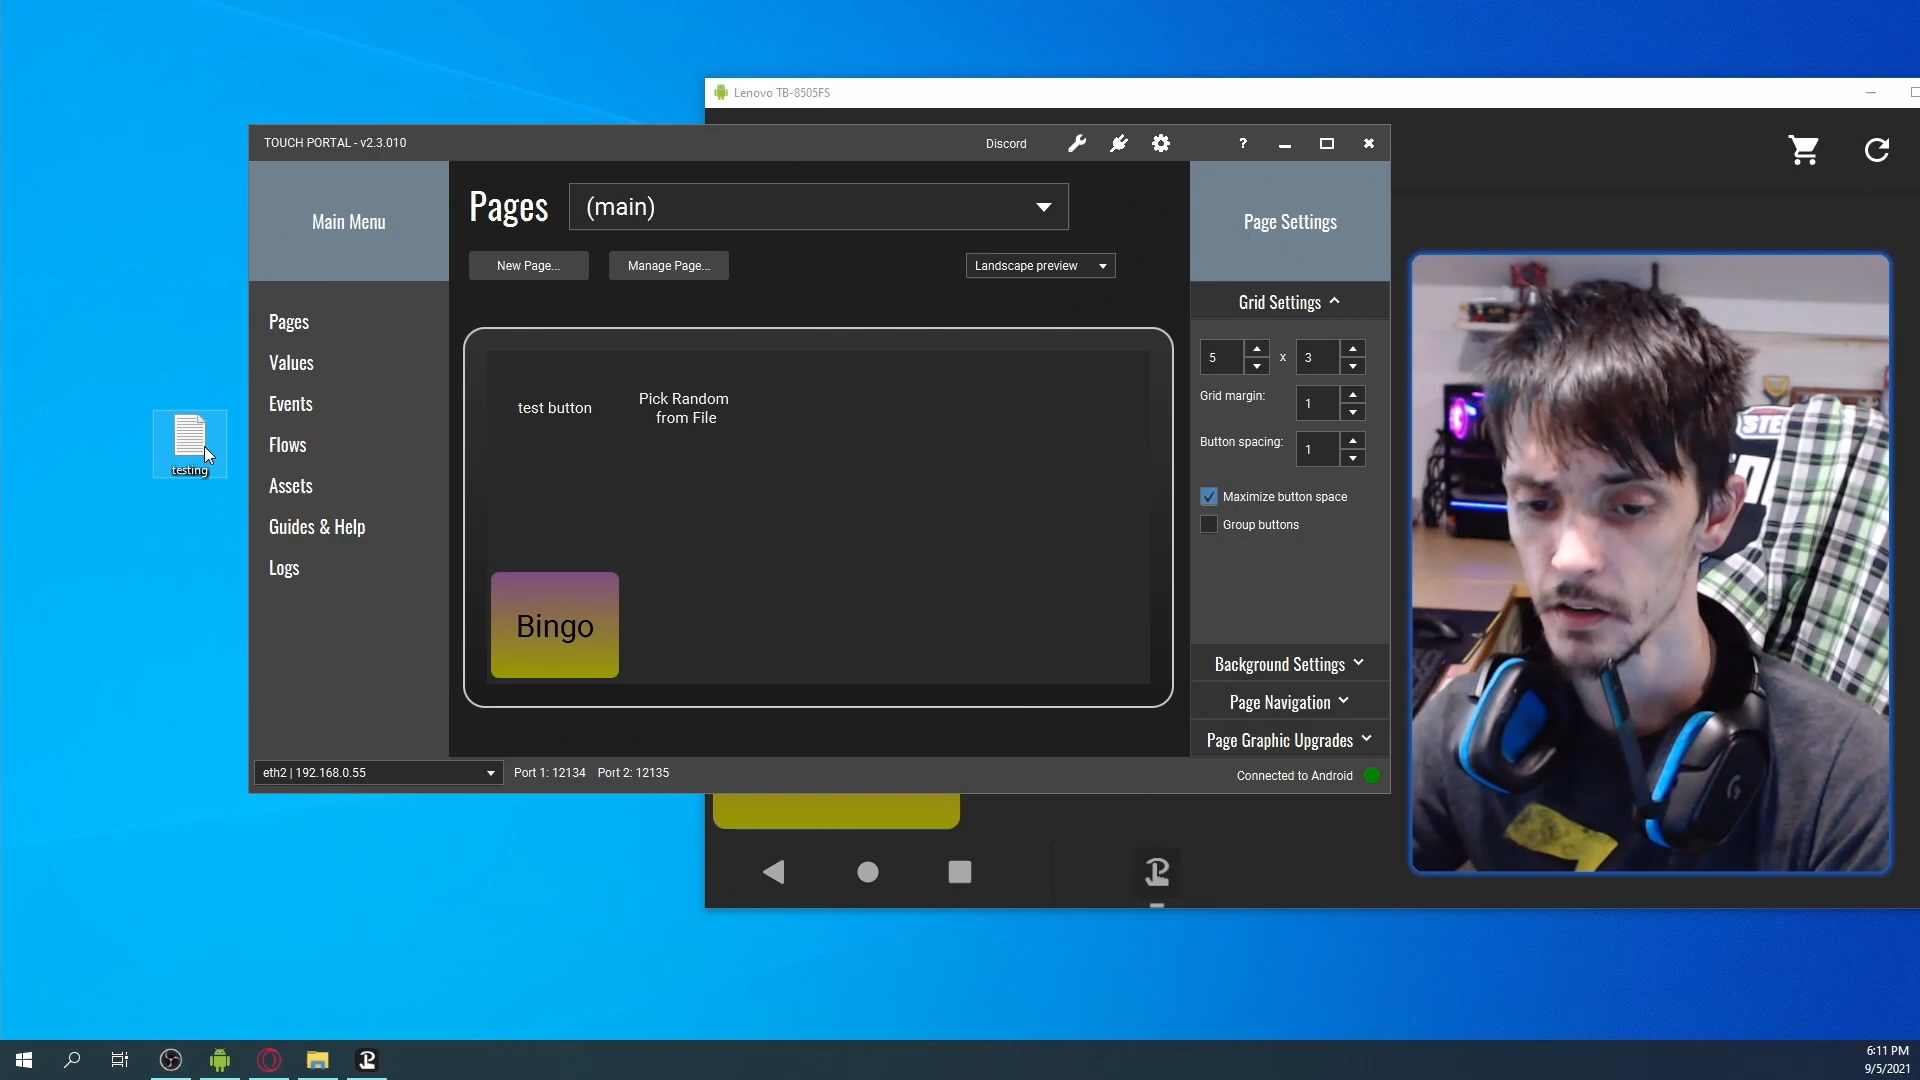 Lenovo TB-8505FS
TOUCH PORTAL - v2.3.010
Discord
?
Main Menu
Pages
(main)
Page Settings
New Page...
Manage Page...
Landscape preview
Grid Settings
Pages
Values
Events
Flows
Assets
Guides & Help
Logs
5 x 3
Grid margin: 1
Button spacing: 1
Maximize button space
Group buttons
test button
Pick Random
from File
Bingo
testing
Background Settings
Page Navigation
Page Graphic Upgrades
eth2 | 192.168.0.55
Port 1: 12134 Port 2: 12135
Connected to Android
6:11 PM
9/5/2021